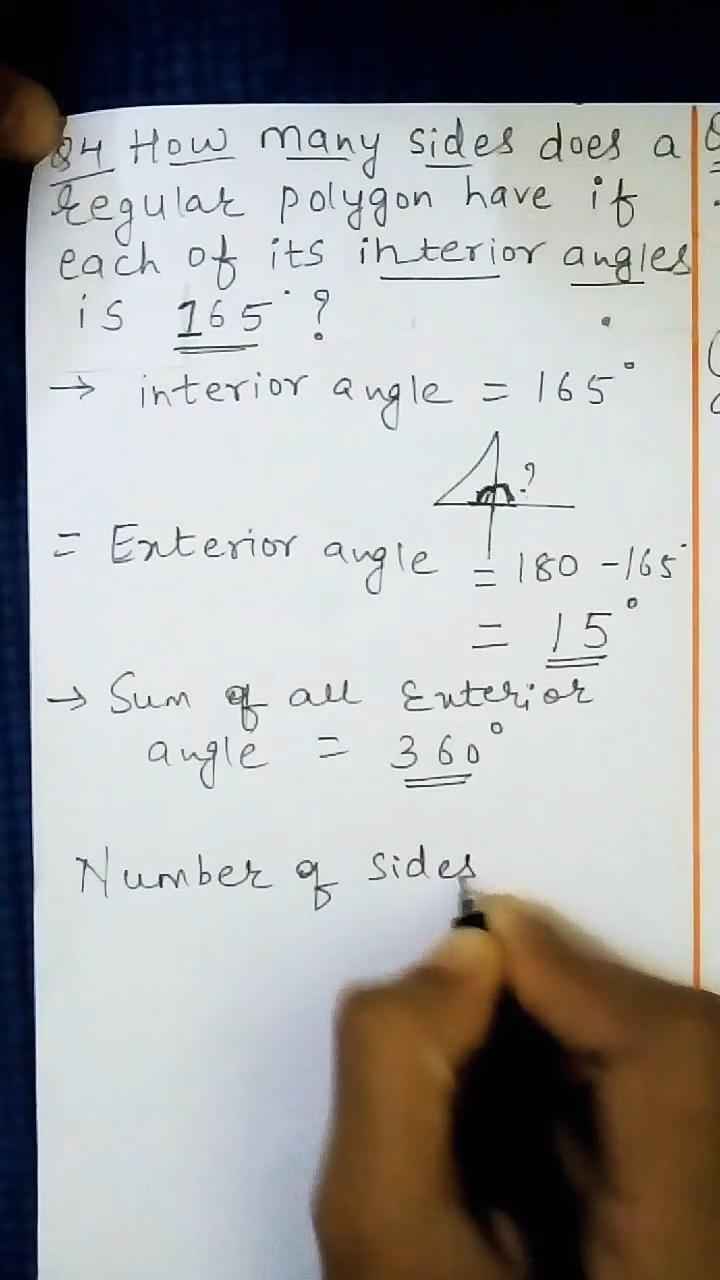 Q4 How many sides does a
regular polygon have if
each of its interior angles
is 165° ?
→ interior angle = 165°
?
= Exterior angle = 180 - 165°
= 15°
→ Sum of all Exterior
angle = 360°
Number of sides